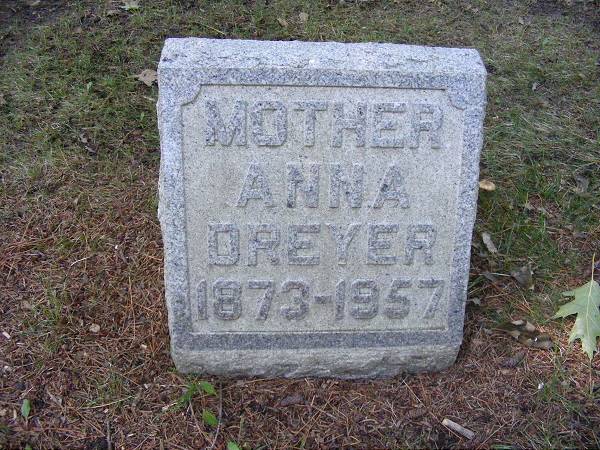 MOTHER
ANNA
DREYER
1873-1957